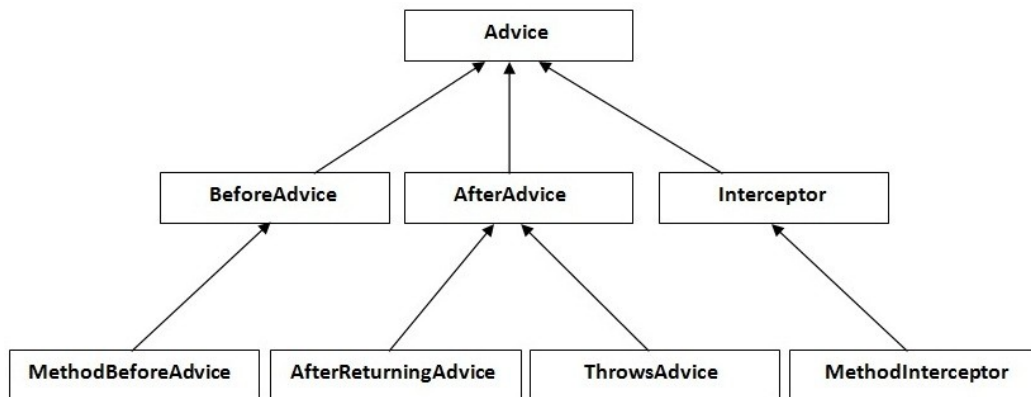 Advice
BeforeAdvice
AfterAdvice
Interceptor
MethodBeforeAdvice
AfterReturningAdvice
ThrowsAdvice
MethodInterceptor